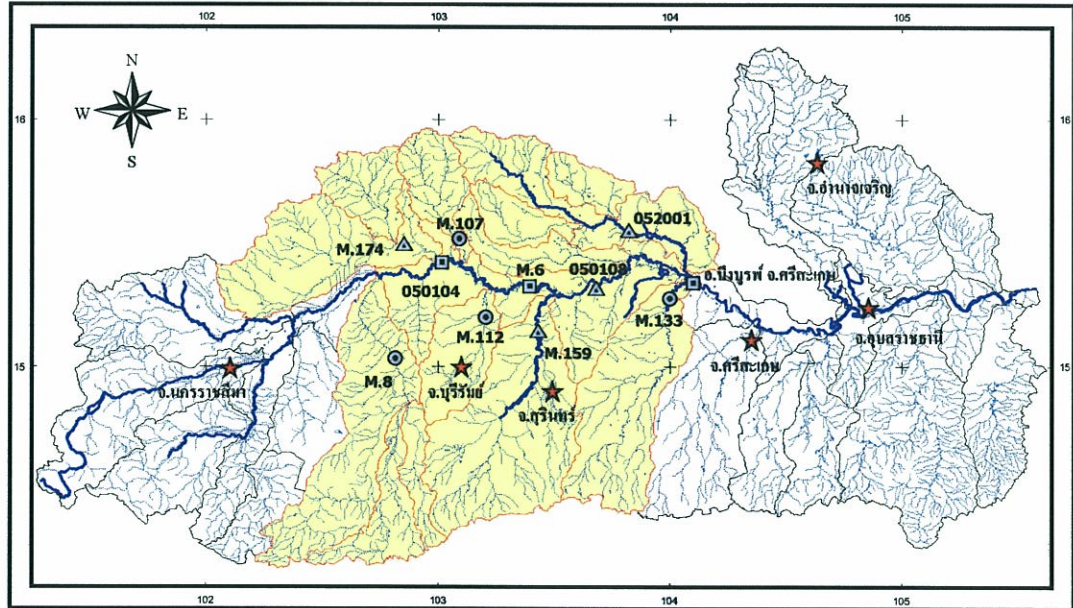 102 103 104 105
N
W E
S
16 16
จ.อำนาจเจริญ
052001
M.107
M.174
M.6 050108 อ.บึงบูรพ์ จ.ศรีสะเกษ
050104
M.133
M.112
จ.อุบลราชธานี
M.159 จ.ศรีสะเกษ
15 15
M.8 จ.บุรีรัมย์ จ.สุรินทร์
จ.นครราชสีมา
102 103 104 105